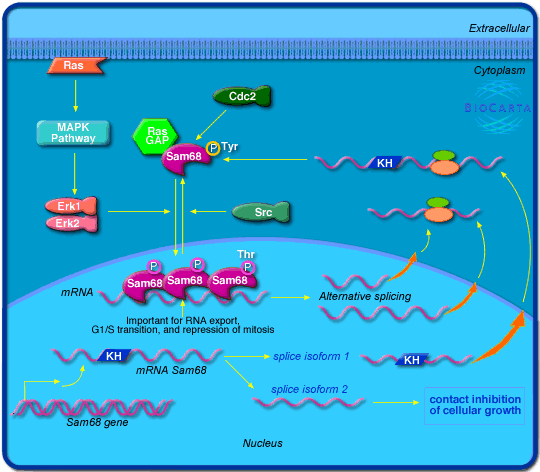 Extracellular
Ras
Cytoplasm
Cdc2
BIOCARTA
MAPK
Pathway
Ras
GAP
P Tyr
Sam68
KH
Erk1
Erk2
Src
Thr
P
P
P
Sam68
Sam68
Sam68
mRNA
Alternative splicing
Important for RNA export,
G1/S transition, and repression of mitosis
KH
mRNA Sam68
splice isoform 1
KH
splice isoform 2
contact inhibition
of cellular growth
Sam68 gene
Nucleus